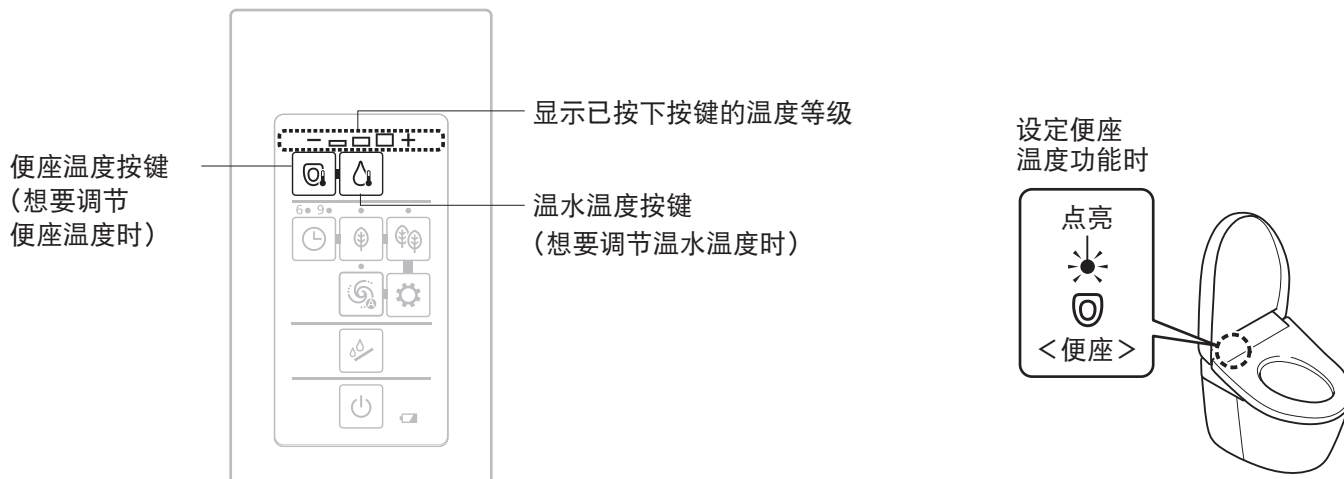 显示已按下按键的温度等级
− +
便座温度按键
（想要调节
便座温度时）
温水温度按键
（想要调节温水温度时）
6 9
A
设定便座
温度功能时
点亮
＜便座＞